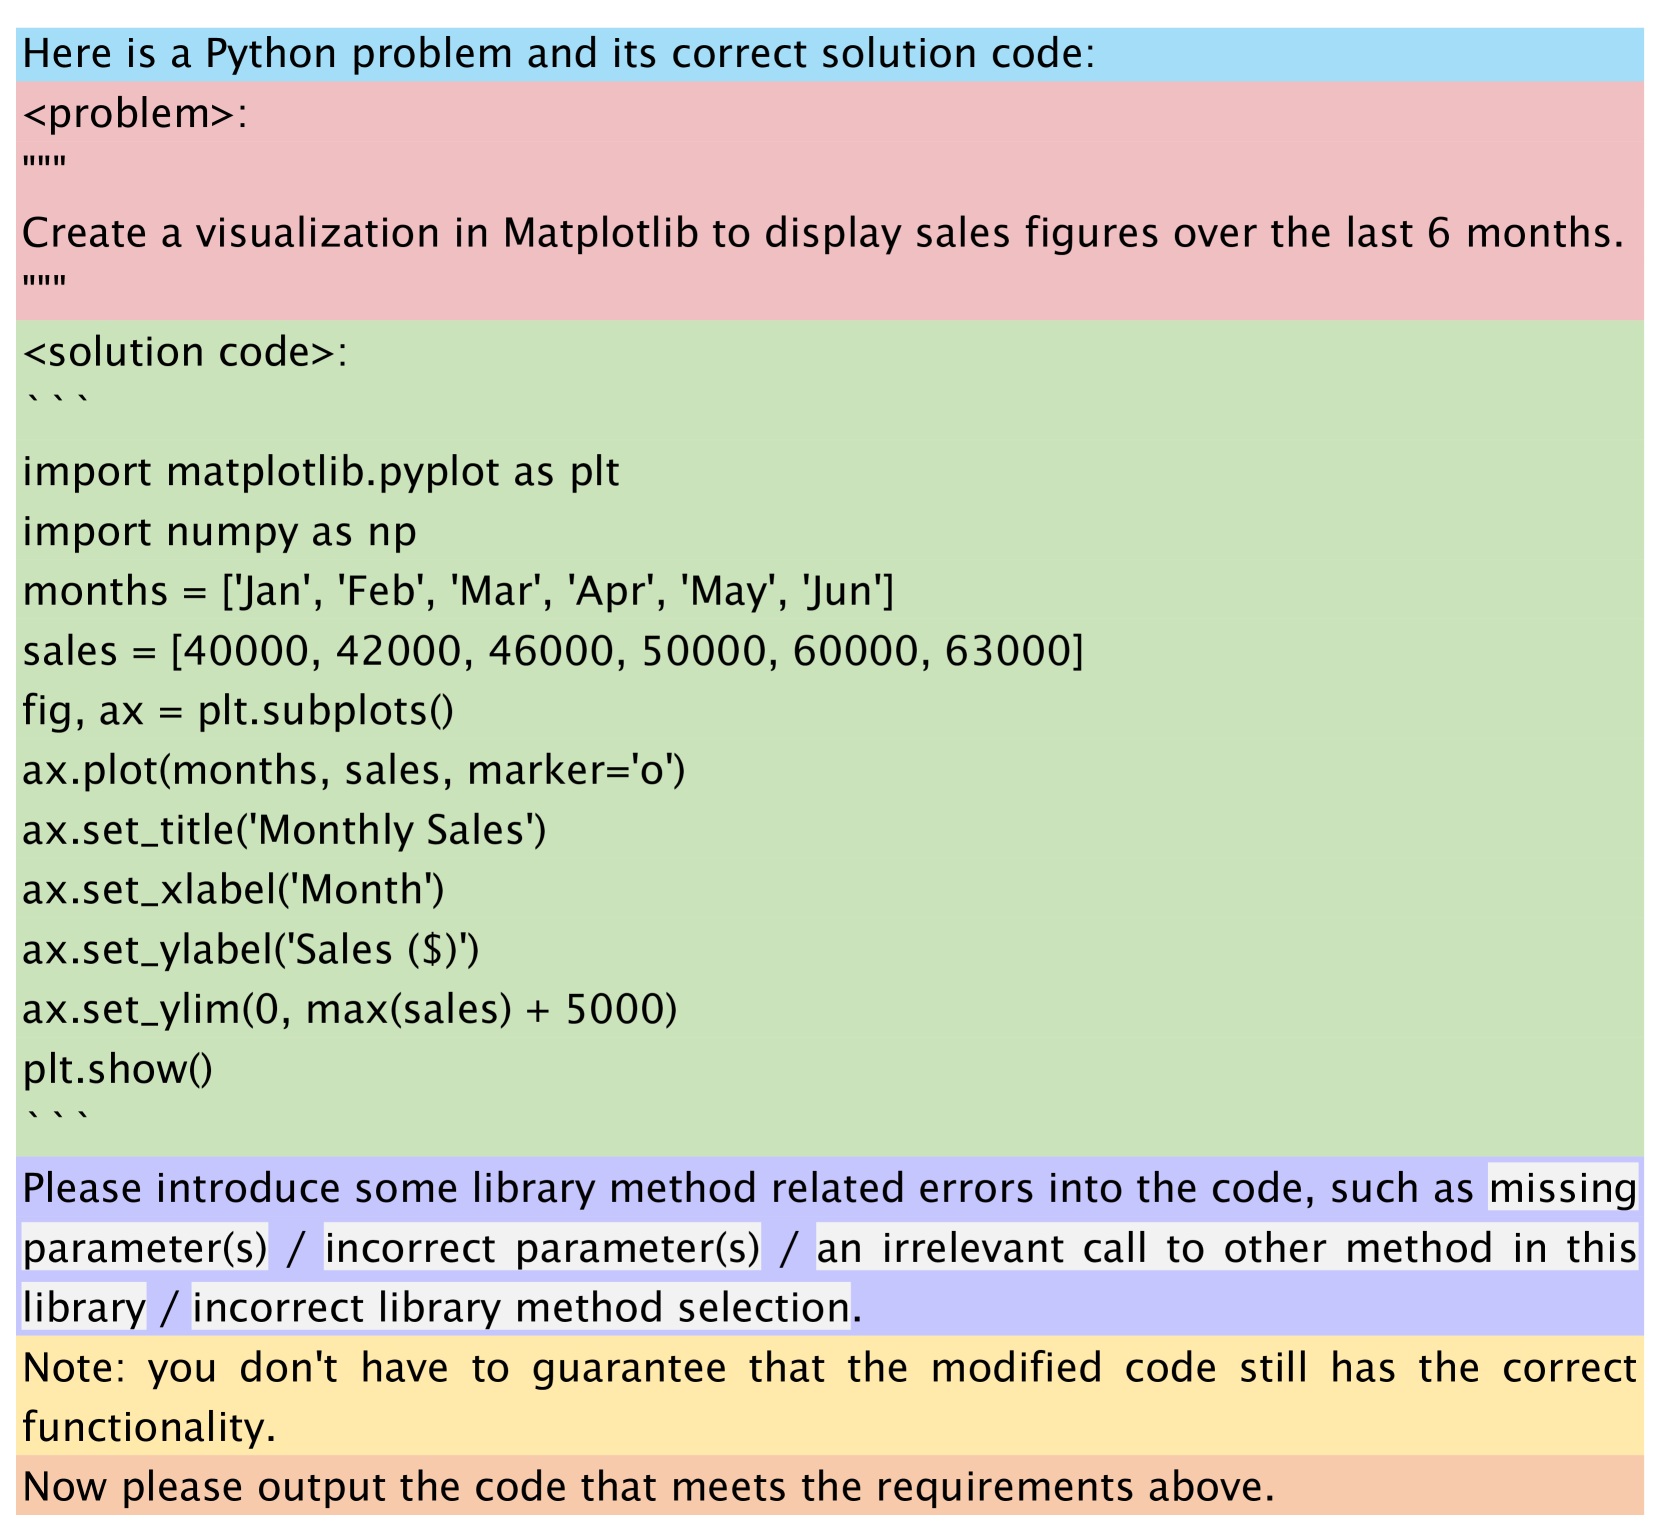 Here is a Python problem and its correct solution code:
<problem>:
"""
Create a visualization in Matplotlib to display sales figures over the last 6 months.
"""
<solution code>:
```
import matplotlib.pyplot as plt
import numpy as np
months = ['Jan', 'Feb', 'Mar', 'Apr', 'May', 'Jun']
sales = [40000, 42000, 46000, 50000, 60000, 63000]
fig, ax = plt.subplots()
ax.plot(months, sales, marker='o')
ax.set_title('Monthly Sales')
ax.set_xlabel('Month')
ax.set_ylabel('Sales ($)')
ax.set_ylim(0, max(sales) + 5000)
plt.show()
```
Please introduce some library method related errors into the code, such as missing
parameter(s) / incorrect parameter(s) / an irrelevant call to other method in this
library / incorrect library method selection.
Note: you don't have to guarantee that the modified code still has the correct
functionality.
Now please output the code that meets the requirements above.